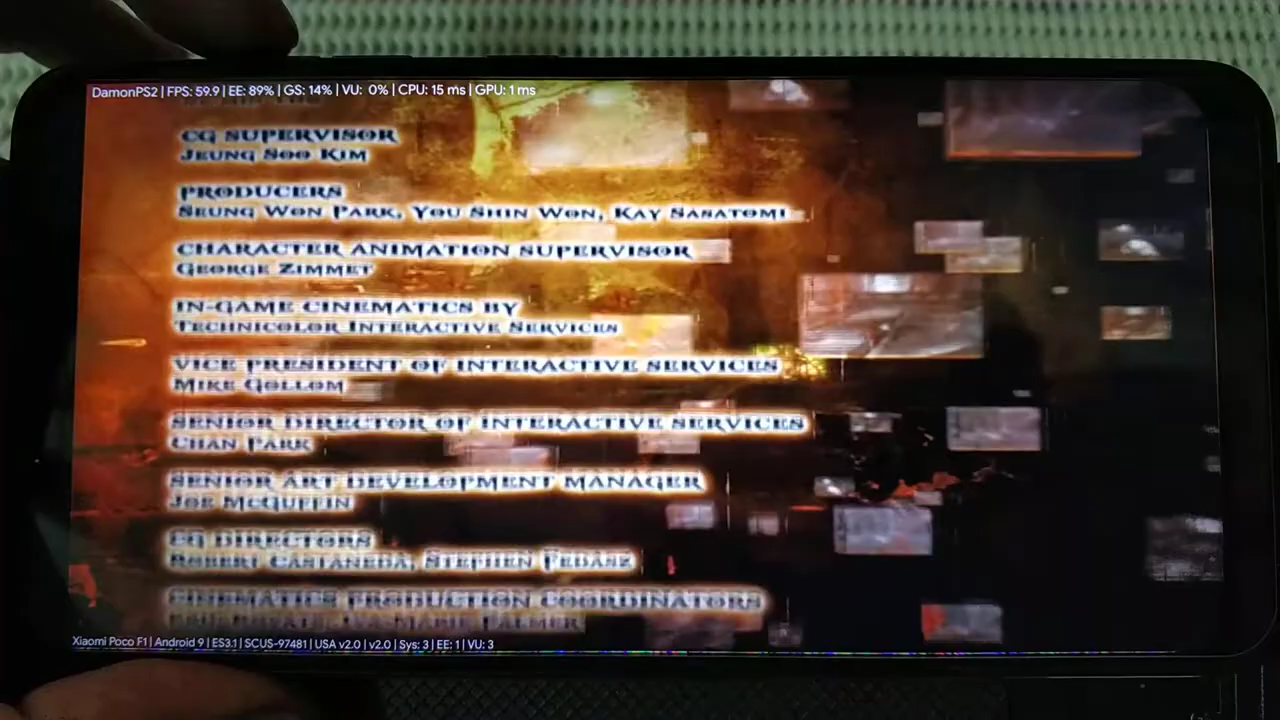 DamonPS2 | FPS: 59.9 | EE: 89% | GS: 14% | VU: 0% | CPU: 15 ms | GPU: 1 ms
CG SUPERVISOR
JEUNG SOO KIM
PRODUCERS
SEUNG WON PARK, YOU SHIN WON, KAY SASATOMI
CHARACTER ANIMATION SUPERVISOR
GEORGE ZIMMET
IN-GAME CINEMATICS BY
TECHNICOLOR INTERACTIVE SERVICES
VICE PRESIDENT OF INTERACTIVE SERVICES
MIKE GOLLOM
SENIOR DIRECTOR OF INTERACTIVE SERVICES
CHAN PARK
SENIOR ART DEVELOPMENT MANAGER
JOE MCGUFFIN
CG DIRECTORS
ROBERT CASTANEDA, STEPHEN FEDASZ
CINEMATICS PRODUCTION COORDINATORS
MARIE PALMER
Xiaomi Poco F1 | Android 9 | ES3.1 | SCUS-97481 | USA v2.0 | v2.0 | Sys: 3 | EE: 1 | VU: 3